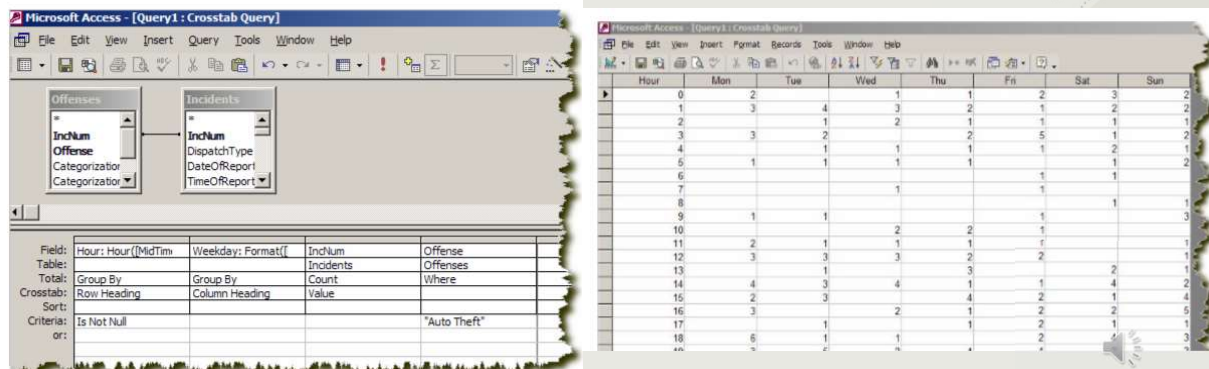 Microsoft Access - [Query1 : Crosstab Query]
File Edit View Insert Query Tools Window Help
Offenses
*
IncNum
Offense
Categorization
Categorization
Incidents
*
IncNum
DispatchType
DateOfReport
TimeOfReport
Field: Hour: Hour([MidTim Weekday: Format([ IncNum Offense
Table: Incidents Offenses
Total: Group By Group By Count Where
Crosstab: Row Heading Column Heading Value
Sort:
Criteria: Is Not Null "Auto Theft"
or:
Microsoft Access - [Query1 : Crosstab Query]
File Edit View Insert Format Records Tools Window Help
Hour Mon Tue Wed Thu Fri Sat Sun
0 2 1 1 2 3 2
1 3 4 3 2 1 2 2
2 1 2 1 1 1 1
3 3 2 2 5 1 2
4 1 1 1 1 2 1
5 1 1 1 1 1 2
6 1 1
7 1 1
8 1 1
9 1 1 1 3
10 2 2 1
11 2 1 1 1 1 1
12 3 3 3 2 2 1
13 1 3 2 1
14 4 3 4 1 1 4 2
15 2 3 4 2 1 4
16 3 2 1 2 2 5
17 1 1 2 1 1
18 6 1 1 2 3